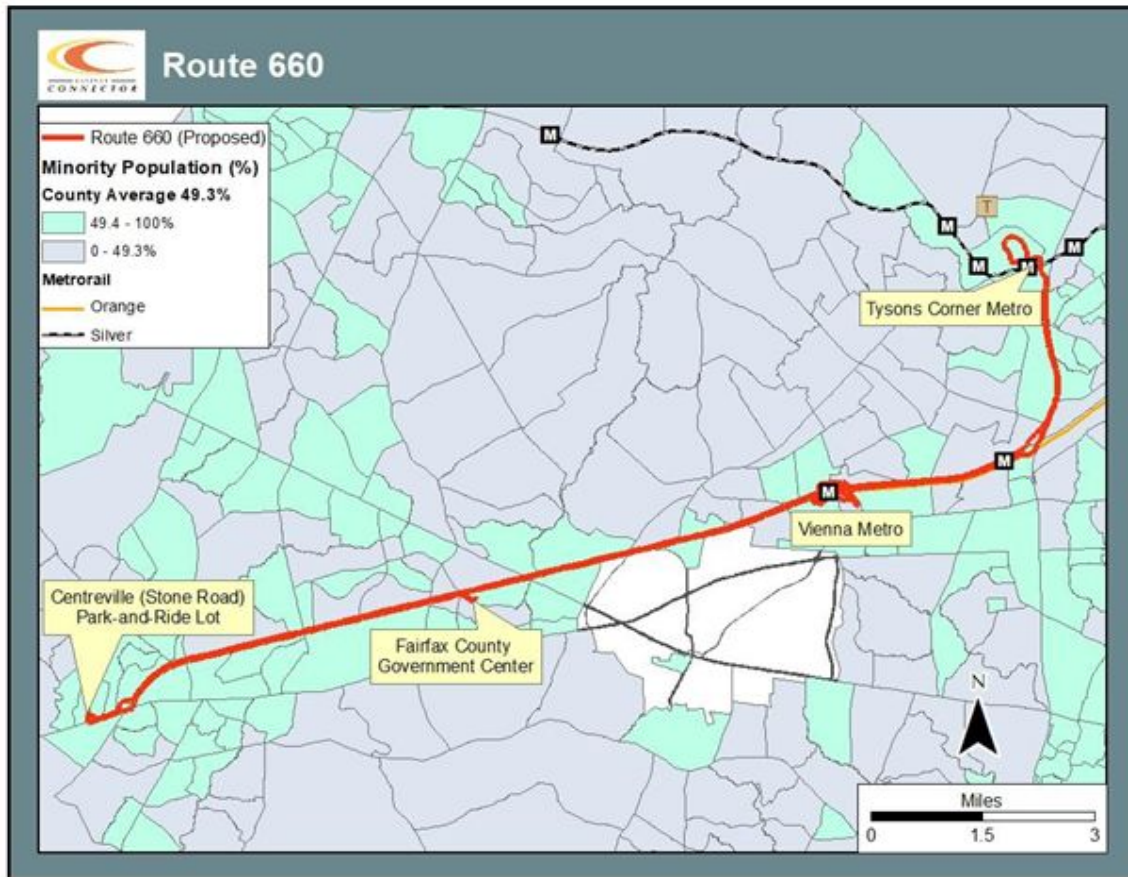 CONNECTOR
Route 660
Route 660 (Proposed)
Minority Population (%)
County Average 49.3%
49.4 - 100%
0 - 49.3%
Metrorail
Orange
Silver
M
T
M
M
M
M
Tysons Corner Metro
M
M
Vienna Metro
Centreville (Stone Road)
Park-and-Ride Lot
Fairfax County
Government Center
N
Miles
0 1.5 3